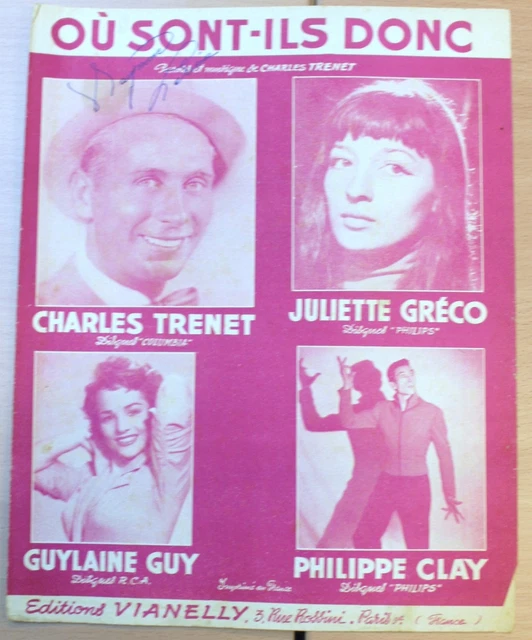 OÙ SONT-ILS DONC
Paroles et musique de CHARLES TRENET
CHARLES TRENET
Disques "COLUMBIA"
JULIETTE GRÉCO
Disques "PHILIPS"
GUYLAINE GUY
Disques R.C.A.
PHILIPPE CLAY
Disques "PHILIPS"
Imprimé en France
Editions VIANELLY, 3, Rue Rossini - Paris 9e ( France )